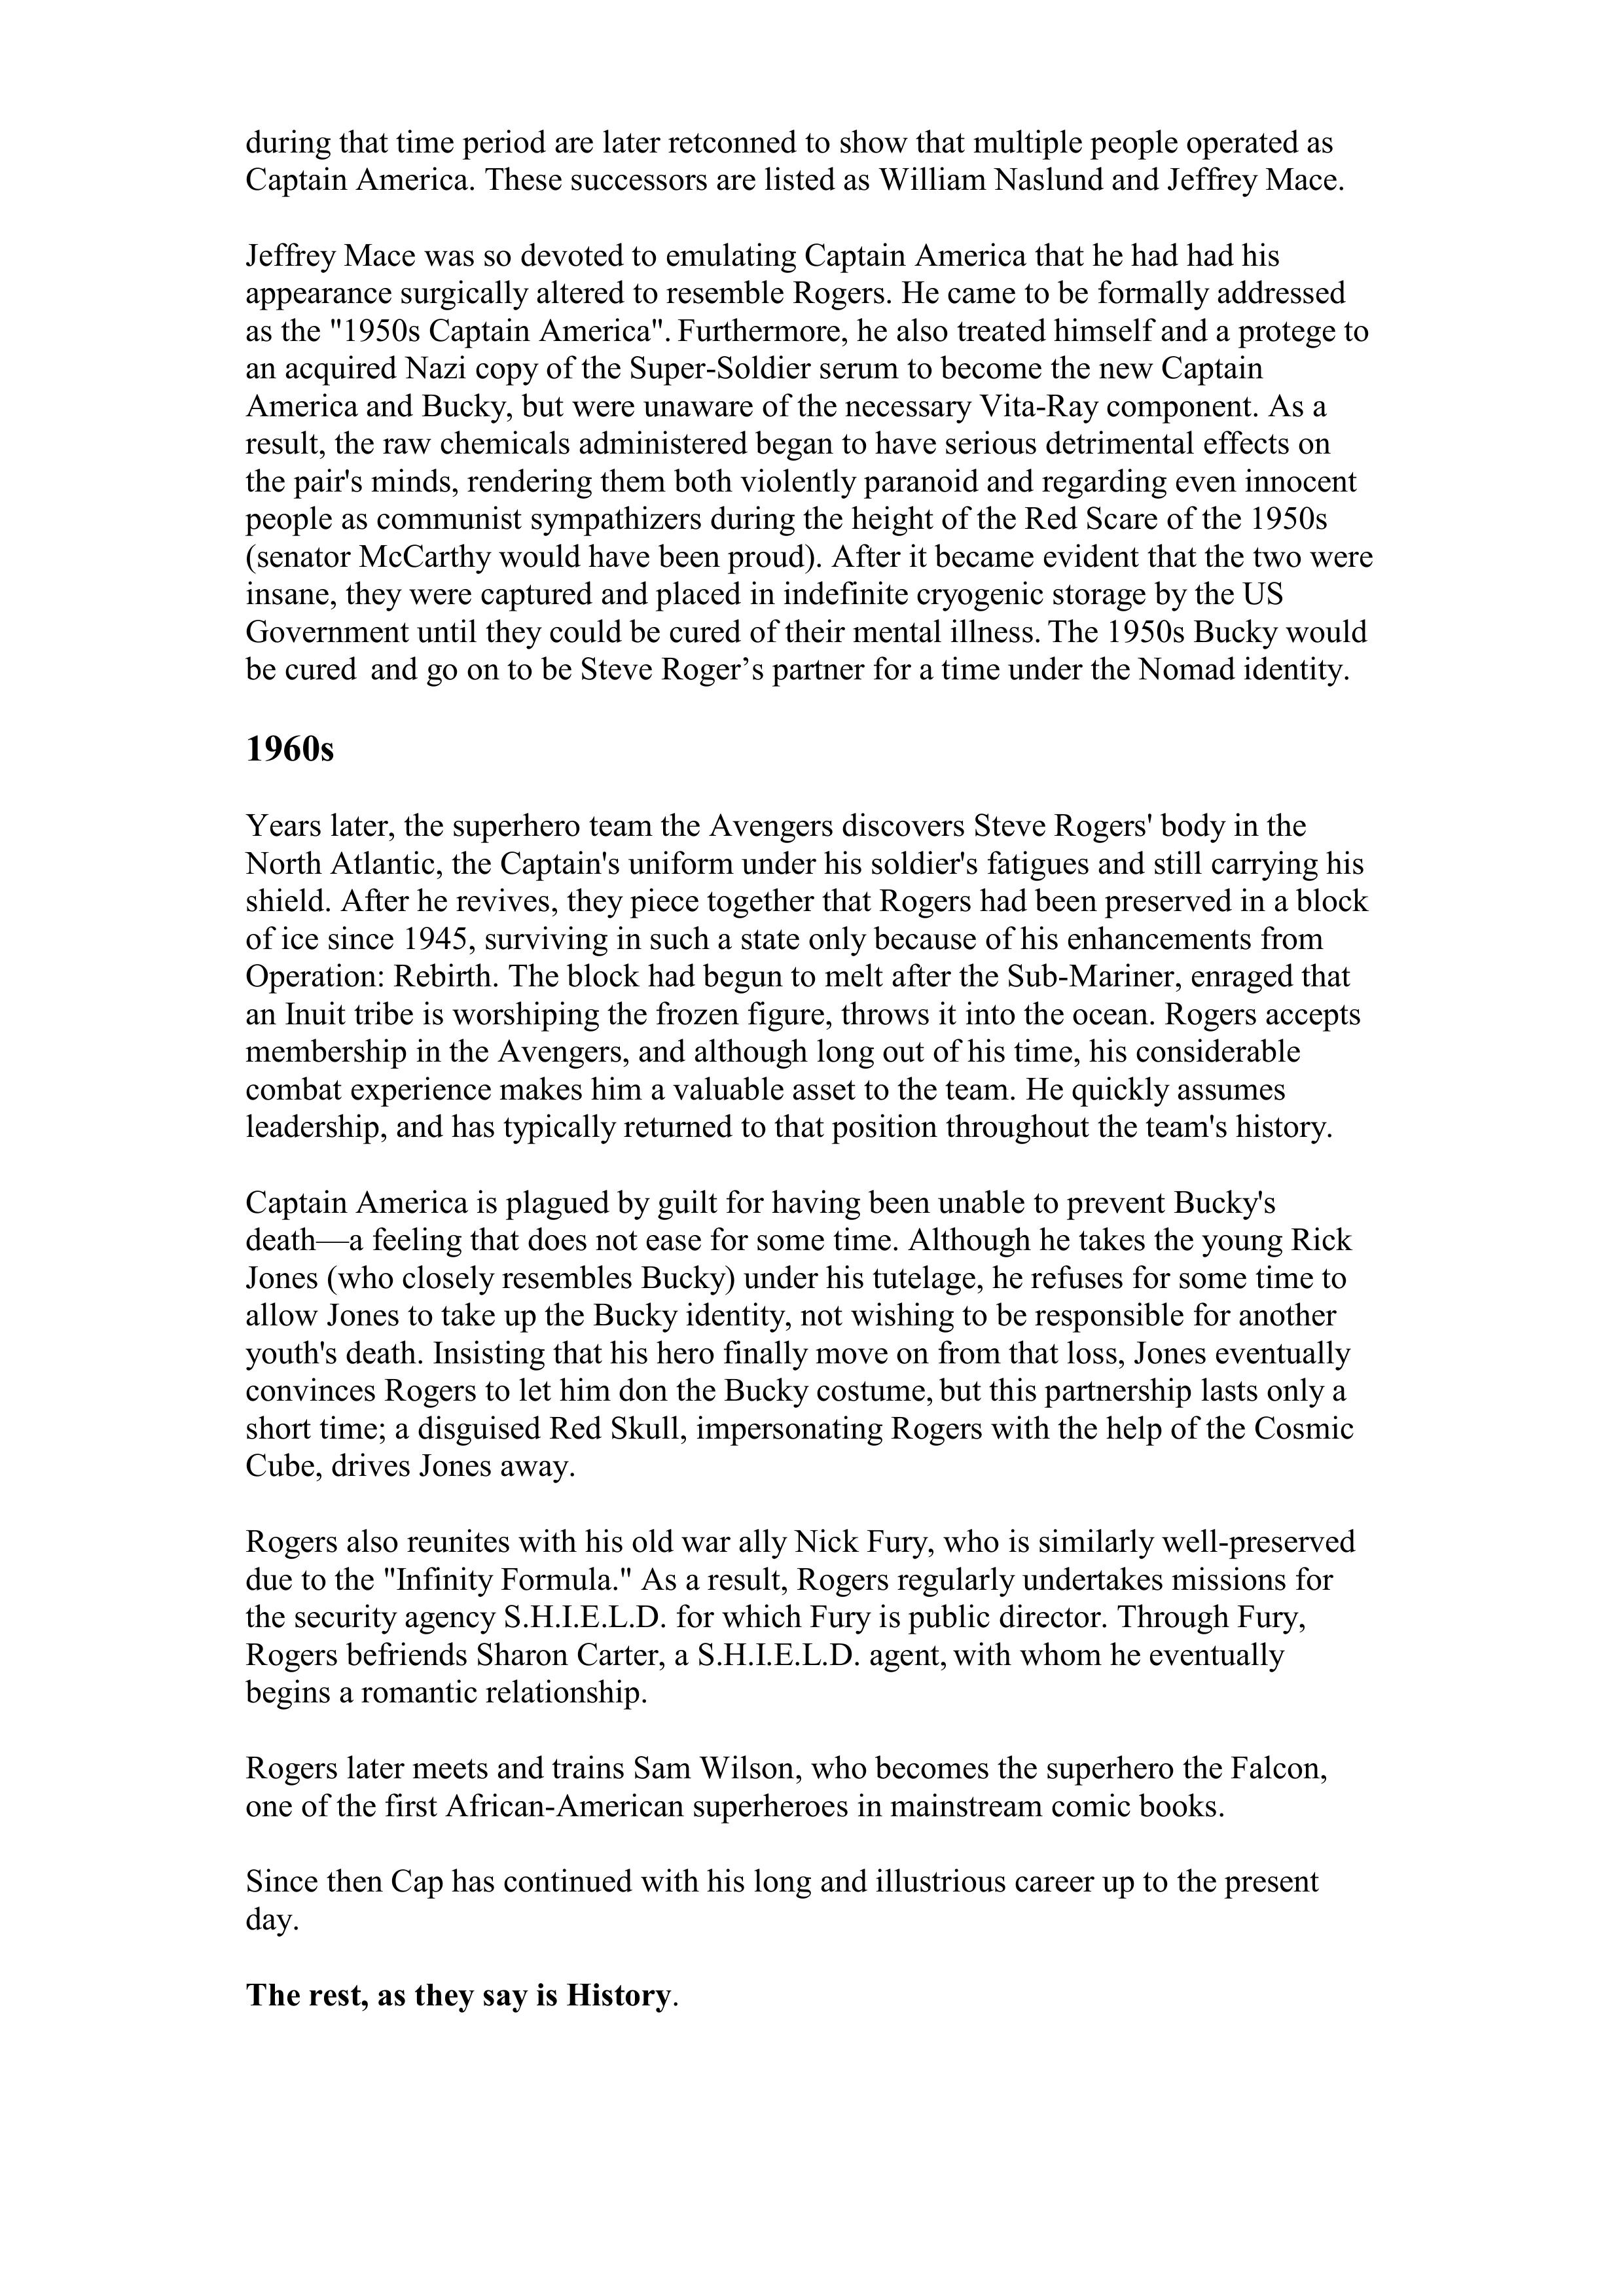 during that time period are later retconned to show that multiple people operated as
Captain America. These successors are listed as William Naslund and Jeffrey Mace.
Jeffrey Mace was so devoted to emulating Captain America that he had had his
appearance surgically altered to resemble Rogers. He came to be formally addressed
as the "1950s Captain America". Furthermore, he also treated himself and a protege to
an acquired Nazi copy of the Super-Soldier serum to become the new Captain
America and Bucky, but were unaware of the necessary Vita-Ray component. As a
result, the raw chemicals administered began to have serious detrimental effects on
the pair's minds, rendering them both violently paranoid and regarding even innocent
people as communist sympathizers during the height of the Red Scare of the 1950s
(senator McCarthy would have been proud). After it became evident that the two were
insane, they were captured and placed in indefinite cryogenic storage by the US
Government until they could be cured of their mental illness. The 1950s Bucky would
be cured and go on to be Steve Roger’s partner for a time under the Nomad identity.
1960s
Years later, the superhero team the Avengers discovers Steve Rogers' body in the
North Atlantic, the Captain's uniform under his soldier's fatigues and still carrying his
shield. After he revives, they piece together that Rogers had been preserved in a block
of ice since 1945, surviving in such a state only because of his enhancements from
Operation: Rebirth. The block had begun to melt after the Sub-Mariner, enraged that
an Inuit tribe is worshiping the frozen figure, throws it into the ocean. Rogers accepts
membership in the Avengers, and although long out of his time, his considerable
combat experience makes him a valuable asset to the team. He quickly assumes
leadership, and has typically returned to that position throughout the team's history.
Captain America is plagued by guilt for having been unable to prevent Bucky's
death—a feeling that does not ease for some time. Although he takes the young Rick
Jones (who closely resembles Bucky) under his tutelage, he refuses for some time to
allow Jones to take up the Bucky identity, not wishing to be responsible for another
youth's death. Insisting that his hero finally move on from that loss, Jones eventually
convinces Rogers to let him don the Bucky costume, but this partnership lasts only a
short time; a disguised Red Skull, impersonating Rogers with the help of the Cosmic
Cube, drives Jones away.
Rogers also reunites with his old war ally Nick Fury, who is similarly well-preserved
due to the "Infinity Formula." As a result, Rogers regularly undertakes missions for
the security agency S.H.I.E.L.D. for which Fury is public director. Through Fury,
Rogers befriends Sharon Carter, a S.H.I.E.L.D. agent, with whom he eventually
begins a romantic relationship.
Rogers later meets and trains Sam Wilson, who becomes the superhero the Falcon,
one of the first African-American superheroes in mainstream comic books.
Since then Cap has continued with his long and illustrious career up to the present
day.
The rest, as they say is History.